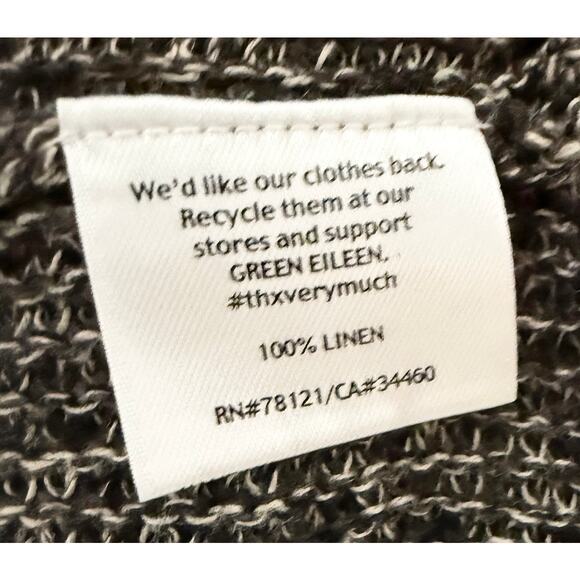 We'd like our clothes back.
Recycle them at our
stores and support
GREEN EILEEN.
#thxverymuch
100% LINEN
RN#78121/CA#34460